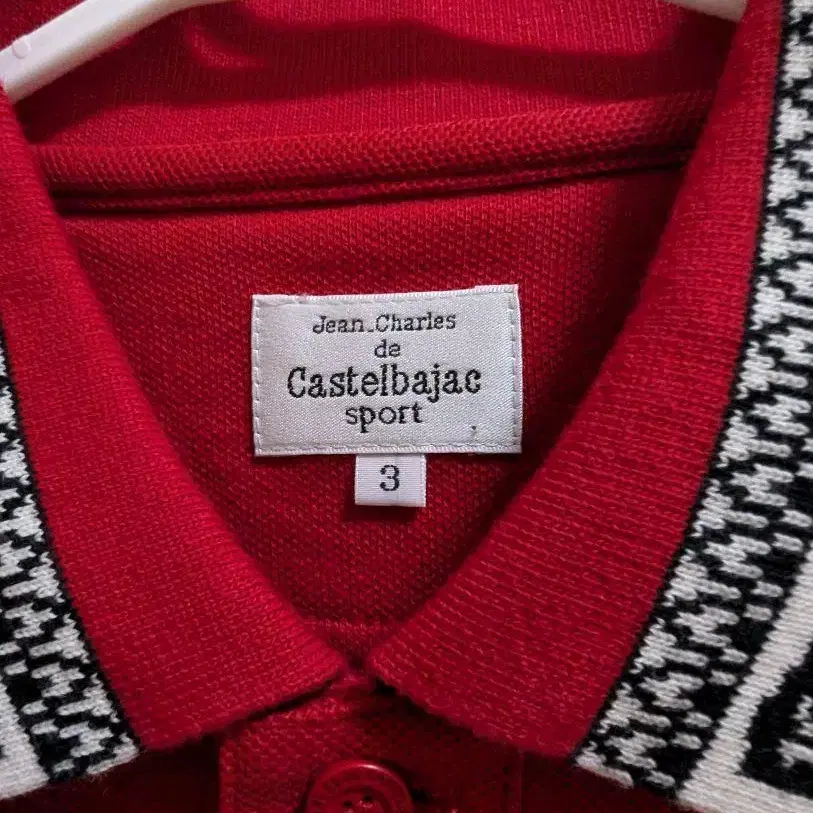 Jean_Charles
de
Castelbajac
sport
3